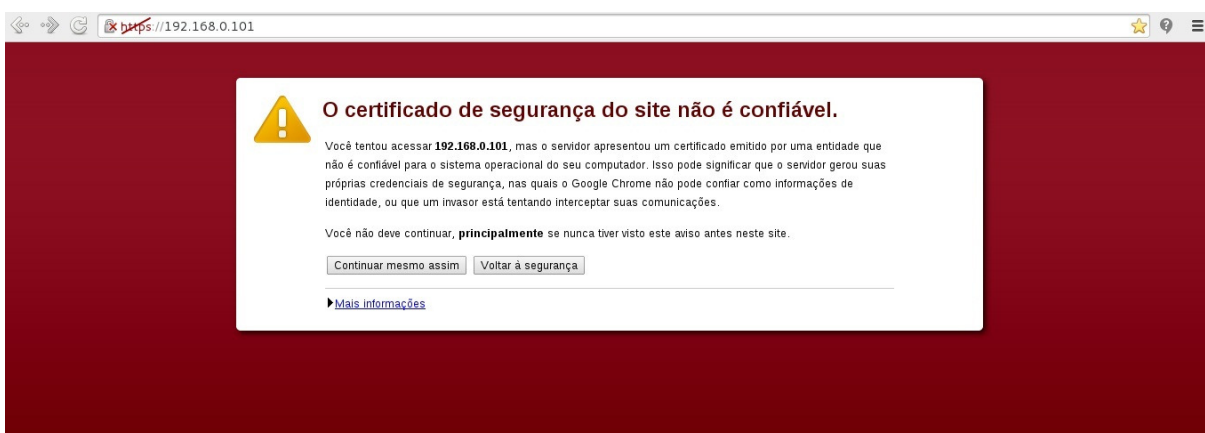 https://192.168.0.101
O certificado de segurança do site não é confiável.
Você tentou acessar 192.168.0.101, mas o servidor apresentou um certificado emitido por uma entidade que
não é confiável para o sistema operacional do seu computador. Isso pode significar que o servidor gerou suas
próprias credenciais de segurança, nas quais o Google Chrome não pode confiar como informações de
identidade, ou que um invasor está tentando interceptar suas comunicações.
Você não deve continuar, principalmente se nunca tiver visto este aviso antes neste site.
Continuar mesmo assim Voltar à segurança
Mais informações